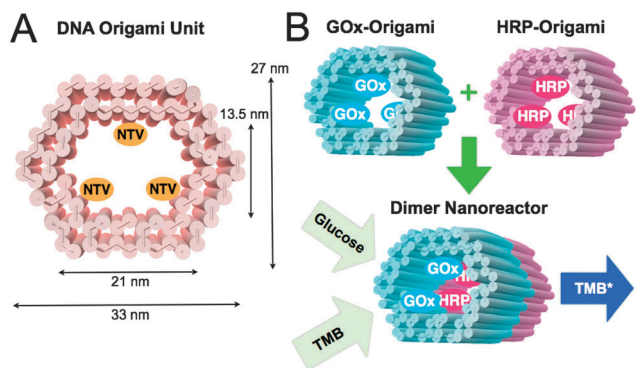 A
DNA Origami Unit
27 nm
13.5 nm
NTV
NTV
NTV
21 nm
33 nm
B
GOx-Origami
HRP-Origami
GOx
GOx
+
HRP
HRP
Dimer Nanoreactor
Glucose
GOx
GOx
HRP
TMB
TMB*